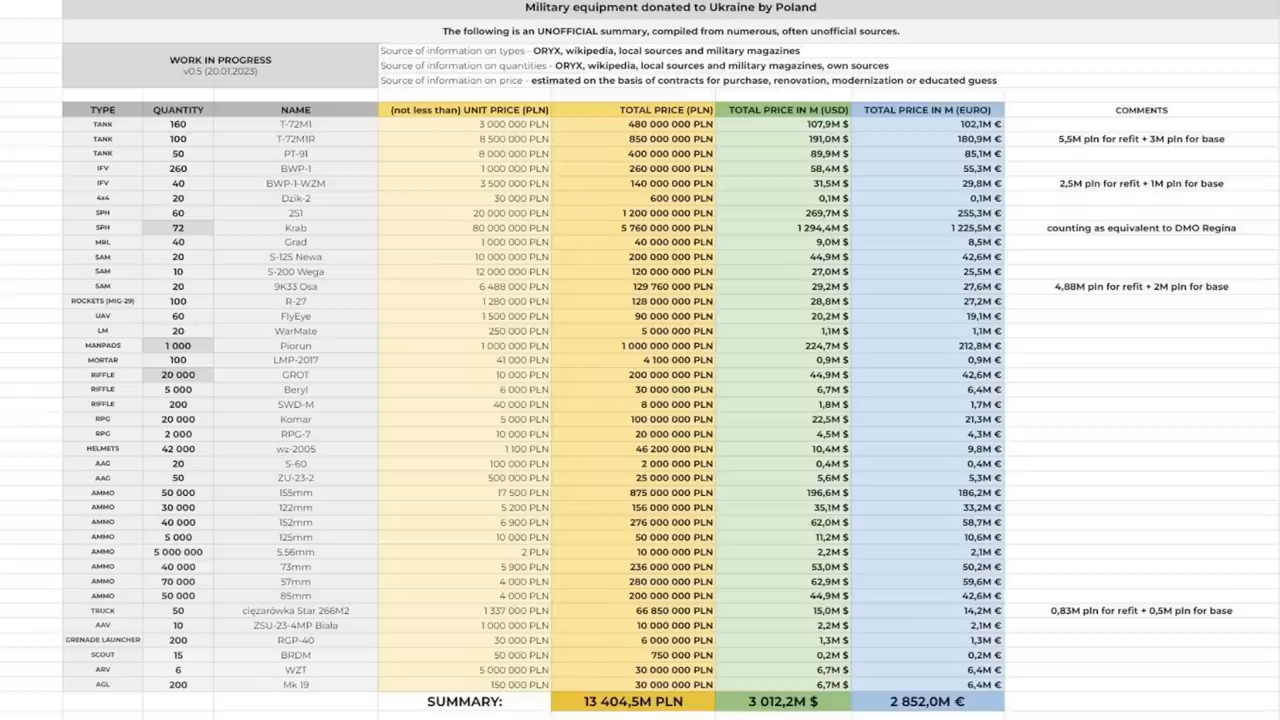 Military equipment donated to Ukraine by Poland
The following is an UNOFFICIAL summary, compiled from numerous, often unofficial sources.
WORK IN PROGRESS
v0.5 (20.01.2023)
Source of information on types - ORYX, wikipedia, local sources and military magazines
Source of information on quantities - ORYX, wikipedia, local sources and military magazines, own sources
Source of information on price - estimated on the basis of contracts for purchase, renovation, modernization or educated guess
TYPE QUANTITY NAME (not less than) UNIT PRICE (PLN) TOTAL PRICE (PLN) TOTAL PRICE IN M (USD) TOTAL PRICE IN M (EURO) COMMENTS
TANK 160 T-72M1 3 000 000 PLN 480 000 000 PLN 107,9M $ 102,1M €
TANK 100 T-72M1R 8 500 000 PLN 850 000 000 PLN 191,0M $ 180,9M € 5,5M pln for refit + 3M pln for base
TANK 50 PT-91 8 000 000 PLN 400 000 000 PLN 89,9M $ 85,1M €
IFV 260 BWP-1 1 000 000 PLN 260 000 000 PLN 58,4M $ 55,3M €
IFV 40 BWP-1-WZM 3 500 000 PLN 140 000 000 PLN 31,5M $ 29,8M € 2,5M pln for refit + 1M pln for base
4x4 20 Dzik-2 30 000 PLN 600 000 PLN 0,1M $ 0,1M €
SPH 60 2S1 20 000 000 PLN 1 200 000 000 PLN 269,7M $ 255,3M €
SPH 72 Krab 80 000 000 PLN 5 760 000 000 PLN 1 294,4M $ 1 225,5M € counting as equivalent to DMO Regina
MRL 40 Grad 1 000 000 PLN 40 000 000 PLN 9,0M $ 8,5M €
SAM 20 S-125 Newa 10 000 000 PLN 200 000 000 PLN 44,9M $ 42,6M €
SAM 10 S-200 Wega 12 000 000 PLN 120 000 000 PLN 27,0M $ 25,5M €
SAM 20 9K33 Osa 6 488 000 PLN 129 760 000 PLN 29,2M $ 27,6M € 4,88M pln for refit + 2M pln for base
ROCKETS (MIG-29) 100 R-27 1 280 000 PLN 128 000 000 PLN 28,8M $ 27,2M €
UAV 60 FlyEye 1 500 000 PLN 90 000 000 PLN 20,2M $ 19,1M €
LM 20 WarMate 250 000 PLN 5 000 000 PLN 1,1M $ 1,1M €
MANPADS 1 000 Piorun 1 000 000 PLN 1 000 000 000 PLN 224,7M $ 212,8M €
MORTAR 100 LMP-2017 41 000 PLN 4 100 000 PLN 0,9M $ 0,9M €
RIFFLE 20 000 GROT 10 000 PLN 200 000 000 PLN 44,9M $ 42,6M €
RIFFLE 5 000 Beryl 6 000 PLN 30 000 000 PLN 6,7M $ 6,4M €
RIFFLE 200 SWD-M 40 000 PLN 8 000 000 PLN 1,8M $ 1,7M €
RPG 20 000 Komar 5 000 PLN 100 000 000 PLN 22,5M $ 21,3M €
RPG 2 000 RPG-7 10 000 PLN 20 000 000 PLN 4,5M $ 4,3M €
HELMETS 42 000 wz-2005 1 100 PLN 46 200 000 PLN 10,4M $ 9,8M €
AAG 20 S-60 100 000 PLN 2 000 000 PLN 0,4M $ 0,4M €
AAG 50 ZU-23-2 500 000 PLN 25 000 000 PLN 5,6M $ 5,3M €
AMMO 50 000 155mm 17 500 PLN 875 000 000 PLN 196,6M $ 186,2M €
AMMO 30 000 122mm 5 200 PLN 156 000 000 PLN 35,1M $ 33,2M €
AMMO 40 000 152mm 6 900 PLN 276 000 000 PLN 62,0M $ 58,7M €
AMMO 5 000 125mm 10 000 PLN 50 000 000 PLN 11,2M $ 10,6M €
AMMO 5 000 000 5.56mm 2 PLN 10 000 000 PLN 2,2M $ 2,1M €
AMMO 40 000 73mm 5 900 PLN 236 000 000 PLN 53,0M $ 50,2M €
AMMO 70 000 57mm 4 000 PLN 280 000 000 PLN 62,9M $ 59,6M €
AMMO 50 000 85mm 4 000 PLN 200 000 000 PLN 44,9M $ 42,6M €
TRUCK 50 ciężarówka Star 266M2 1 337 000 PLN 66 850 000 PLN 15,0M $ 14,2M € 0,83M pln for refit + 0,5M pln for base
AAV 10 ZSU-23-4MP Biała 1 000 000 PLN 10 000 000 PLN 2,2M $ 2,1M €
GRENADE LAUNCHER 200 RGP-40 30 000 PLN 6 000 000 PLN 1,3M $ 1,3M €
SCOUT 15 BRDM 50 000 PLN 750 000 PLN 0,2M $ 0,2M €
ARV 6 WZT 5 000 000 PLN 30 000 000 PLN 6,7M $ 6,4M €
AGL 200 Mk 19 150 000 PLN 30 000 000 PLN 6,7M $ 6,4M €
SUMMARY: 13 404,5M PLN 3 012,2M $ 2 852,0M €